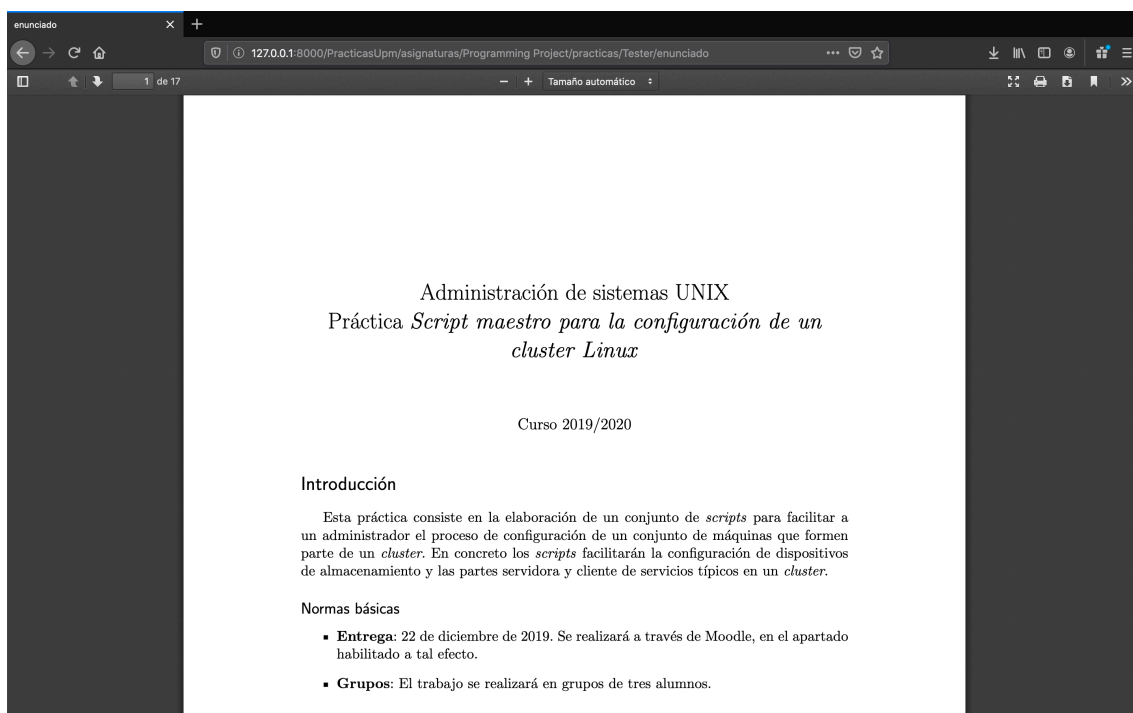 enunciado
127.0.0.1:8000/PracticasUpm/asignaturas/Programming Project/practicas/Tester/enunciado
1 de 17
Tamaño automático
Administración de sistemas UNIX
Práctica Script maestro para la configuración de un
cluster Linux
Curso 2019/2020
Introducción
Esta práctica consiste en la elaboración de un conjunto de scripts para facilitar a
un administrador el proceso de configuración de un conjunto de máquinas que formen
parte de un cluster. En concreto los scripts facilitarán la configuración de dispositivos
de almacenamiento y las partes servidora y cliente de servicios típicos en un cluster.
Normas básicas
▪ Entrega: 22 de diciembre de 2019. Se realizará a través de Moodle, en el apartado
habilitado a tal efecto.
▪ Grupos: El trabajo se realizará en grupos de tres alumnos.